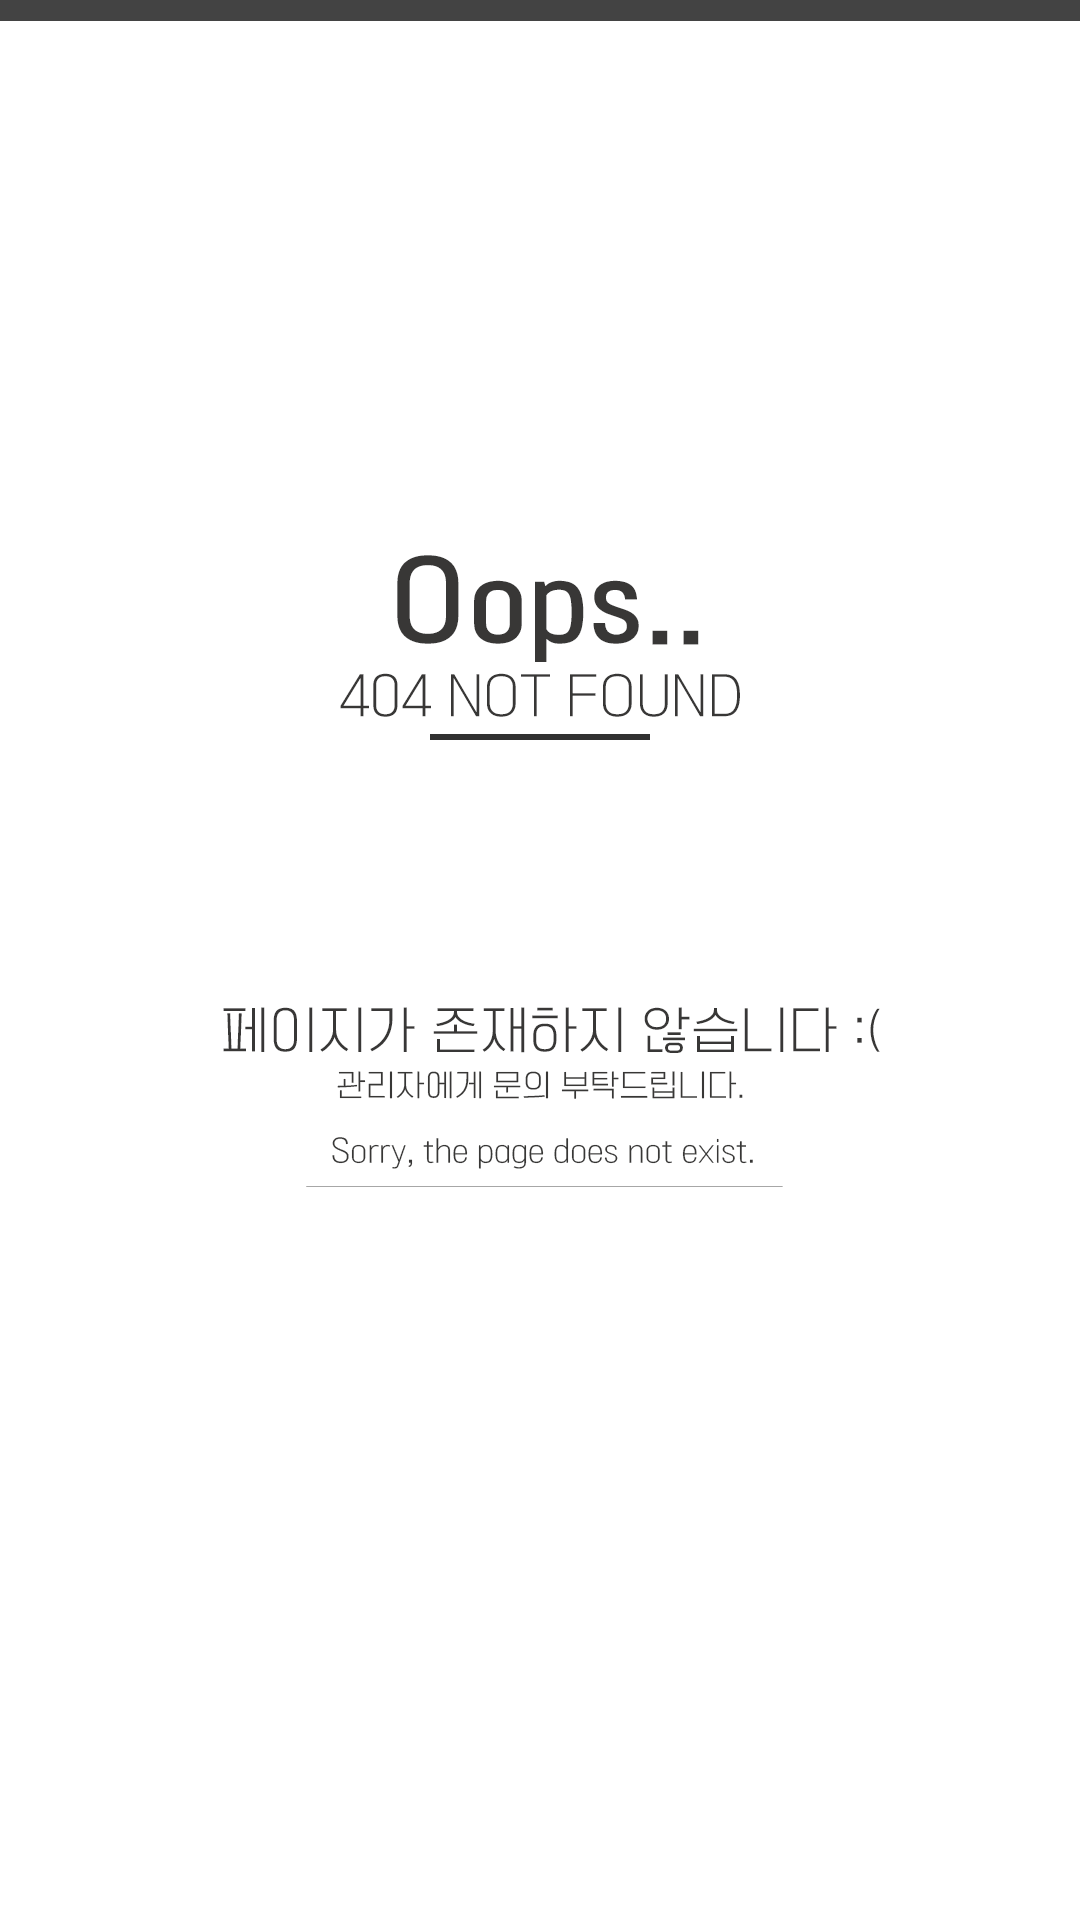 Oops..
404 NOT FOUND
페이지가 존재하지 않습니다 :(
관리자에게 문의 부탁드립니다.
Sorry, the page does not exist.